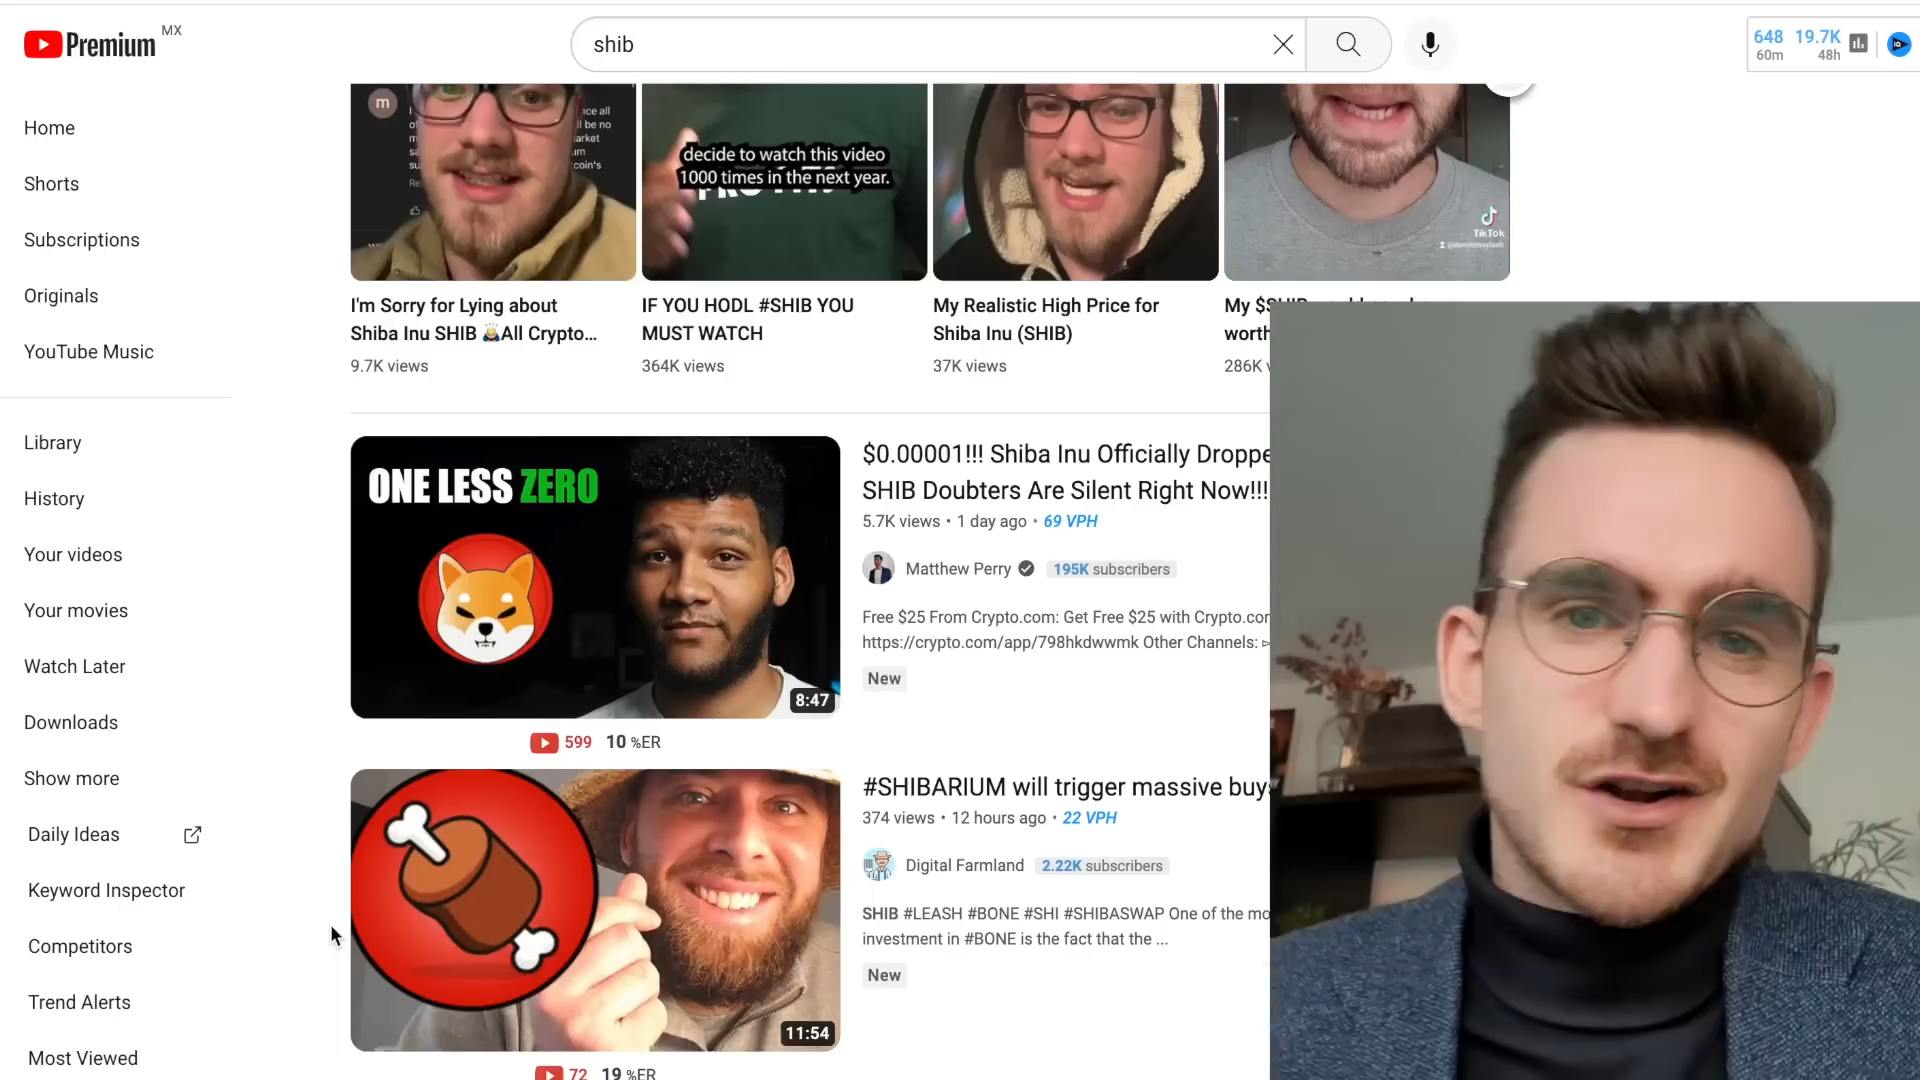 Premium MX
shib
648 19.7K
60m 48h
Home
Shorts
Subscriptions
Originals
YouTube Music
Library
History
Your videos
Your movies
Watch Later
Downloads
Show more
Daily Ideas
Keyword Inspector
Competitors
Trend Alerts
Most Viewed
m
decide to watch this video
1000 times in the next year.
TikTok
I'm Sorry for Lying about
Shiba Inu SHIB 🙇All Crypto...
9.7K views
IF YOU HODL #SHIB YOU
MUST WATCH
364K views
My Realistic High Price for
Shiba Inu (SHIB)
37K views
My
worth
286K
ONE LESS ZERO
8:47
599 10 %ER
$0.00001!!! Shiba Inu Officially Droppe
SHIB Doubters Are Silent Right Now!!!
5.7K views • 1 day ago • 69 VPH
Matthew Perry 195K subscribers
Free $25 From Crypto.com: Get Free $25 with Crypto.cor
https://crypto.com/app/798hkdwwmk Other Channels: ▻
New
11:54
72 19 %ER
#SHIBARIUM will trigger massive buys
374 views • 12 hours ago • 22 VPH
Digital Farmland 2.22K subscribers
SHIB #LEASH #BONE #SHI #SHIBASWAP One of the mo
investment in #BONE is the fact that the ...
New